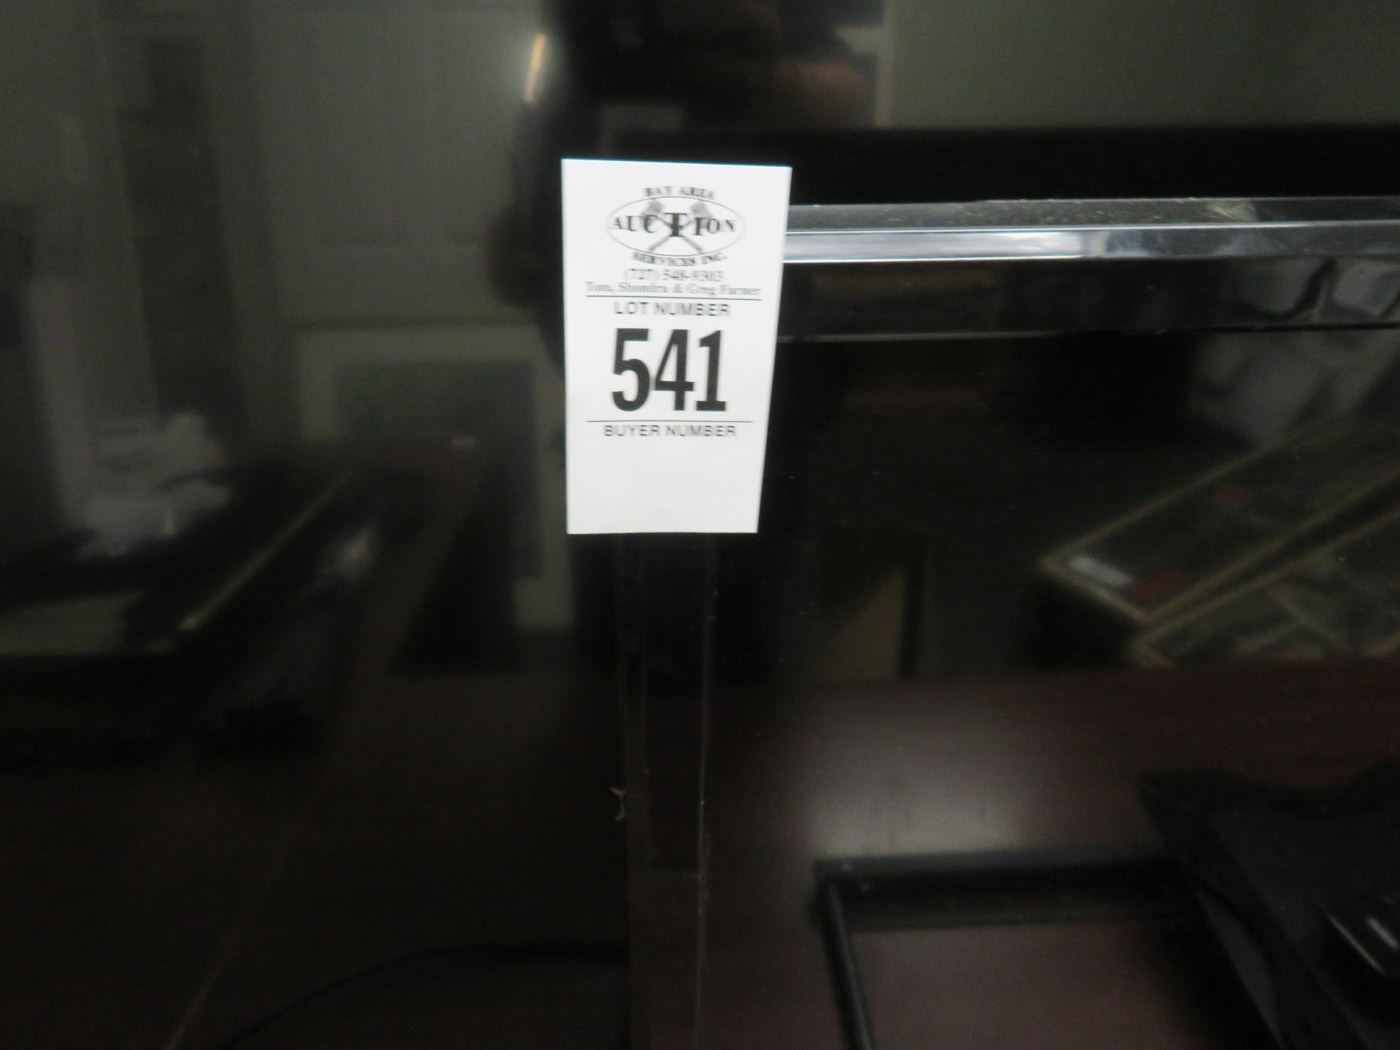 BAY AREA
AUCTION
SERVICES INC.
(727) 548-9303
Tom, Shondra & Greg Farner
LOT NUMBER
541
BUYER NUMBER